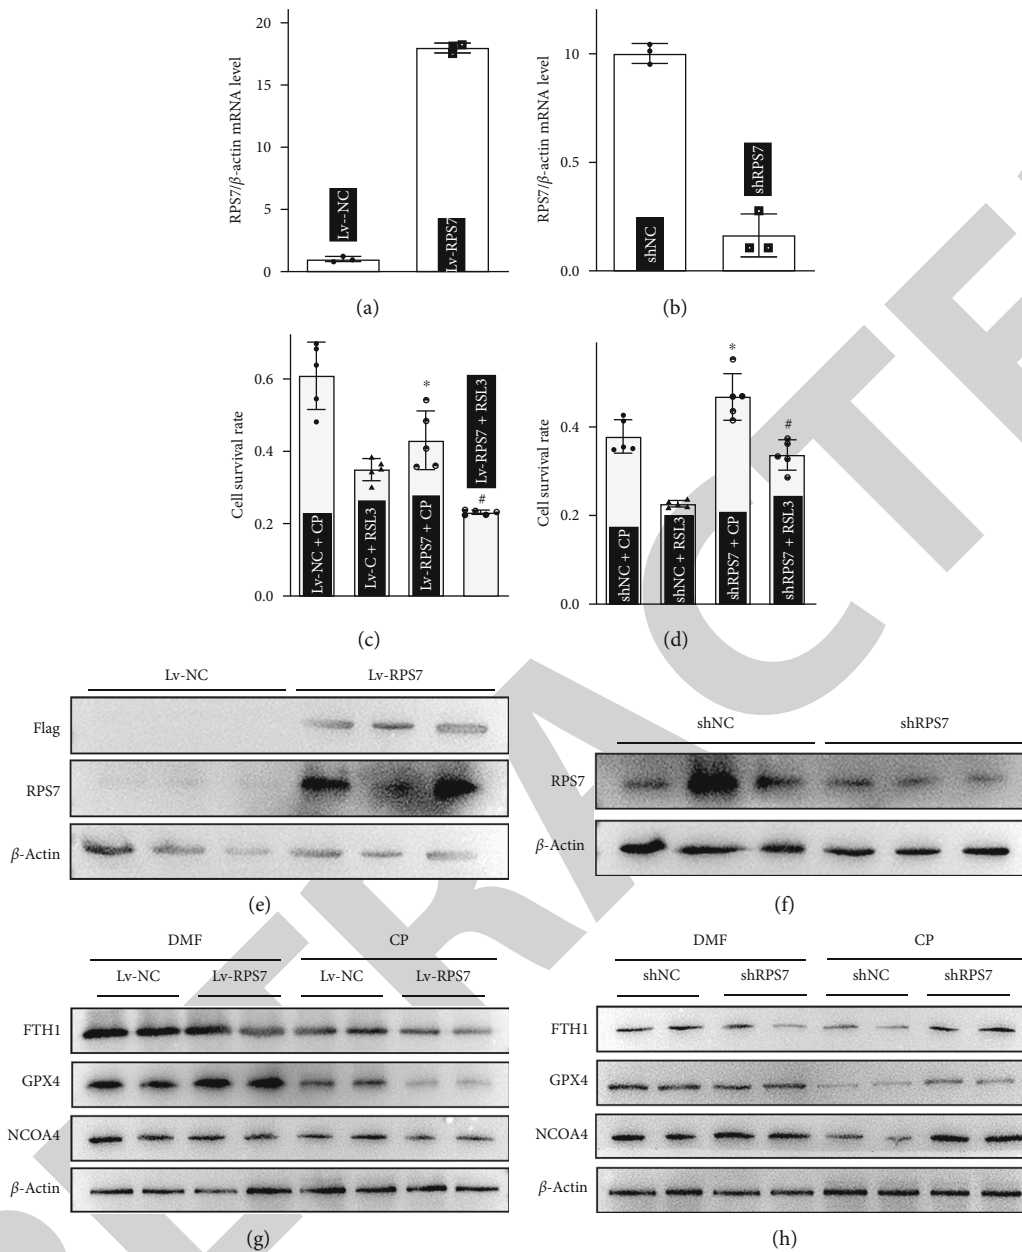 20
15
10
5
0
RPS7/β-actin mRNA level
Lv--NC
Lv-RPS7
(a)
10
0.5
0.0
RPS7/β-actin mRNA level
shNC
shRPS7
(b)
0.6
0.4
0.2
0.0
Cell survival rate
Lv-NC + CP
Lv-C + RSL3
Lv-RPS7 + CP
Lv-RPS7 + RSL3
*
#
(c)
0.4
0.2
0.0
Cell survival rate
shNC + CP
shNC + RSL3
shRPS7 + CP
shRPS7 + RSL3
*
#
(d)
Lv-NC Lv-RPS7
Flag
RPS7
β-Actin
(e)
shNC shRPS7
RPS7
β-Actin
(f)
DMF CP
Lv-NC Lv-RPS7 Lv-NC Lv-RPS7
FTH1
GPX4
NCOA4
β-Actin
(g)
DMF CP
shNC shRPS7 shNC shRPS7
FTH1
GPX4
NCOA4
β-Actin
(h)